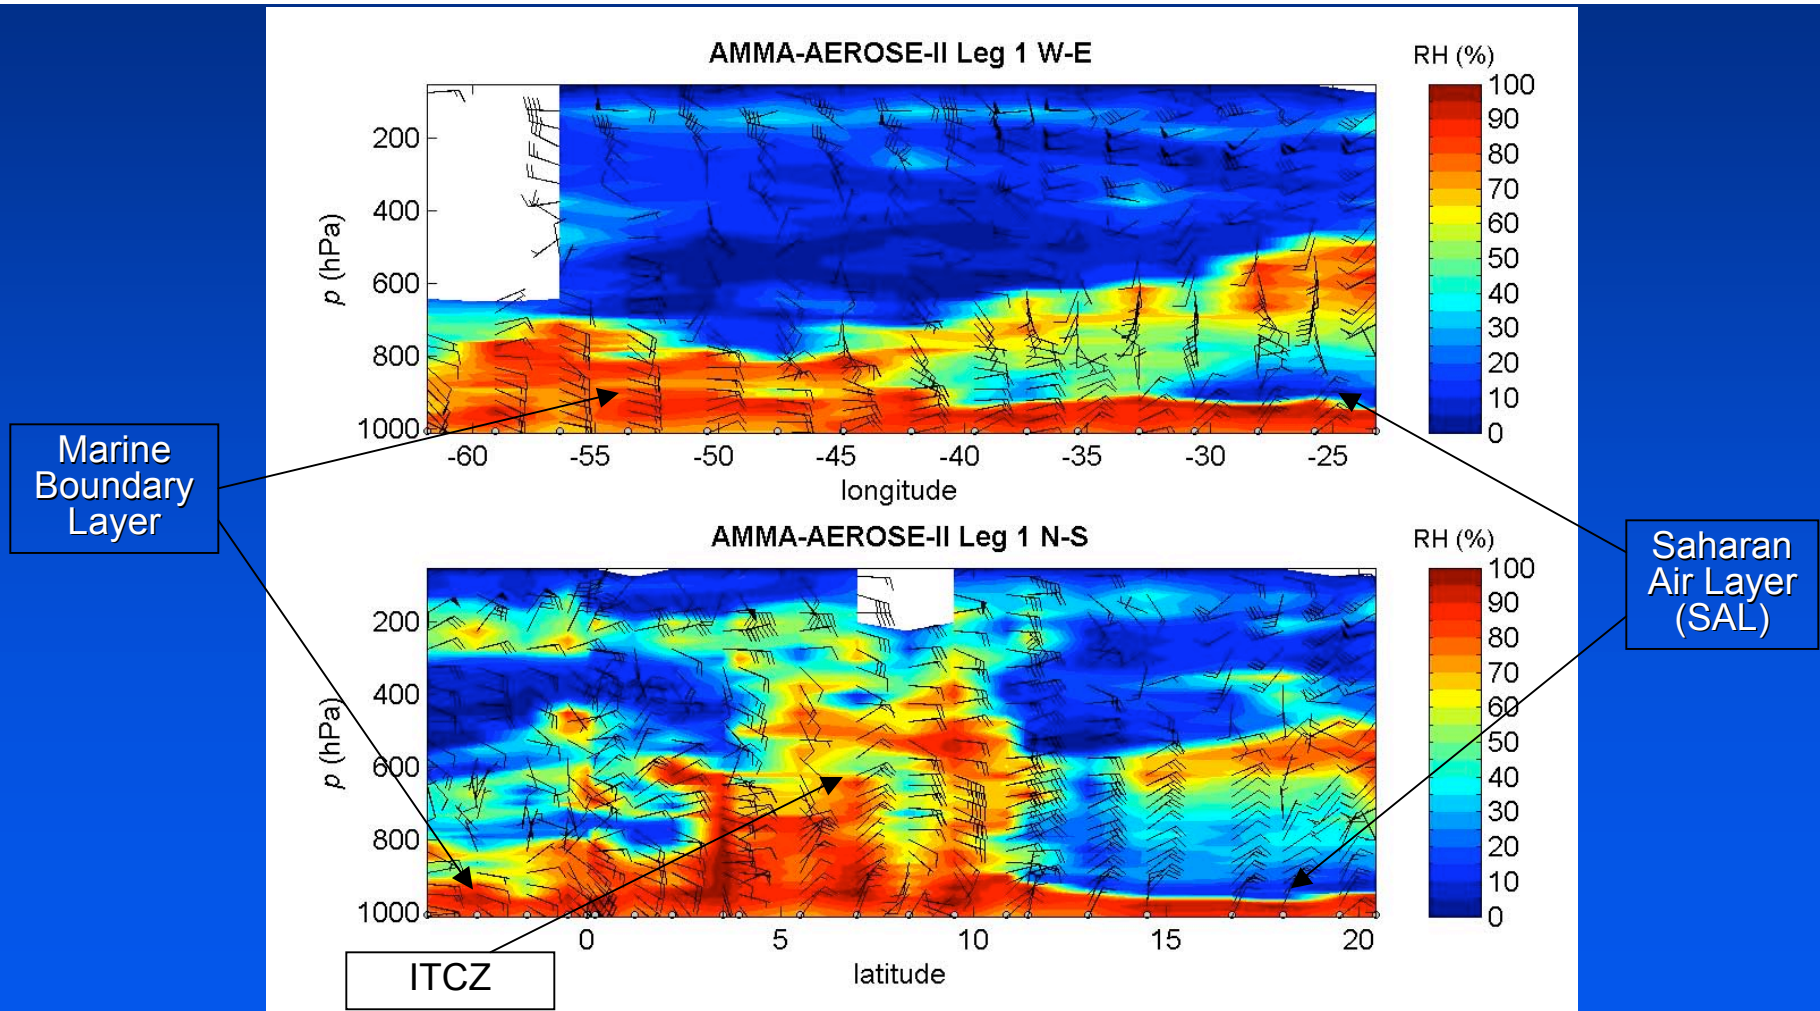 AMMA-AEROSE-II Leg 1 W-E
RH (%)
100
90
80
70
60
50
40
30
20
10
0
200
400
600
800
1000
p (hPa)
-60 -55 -50 -45 -40 -35 -30 -25
longitude
Marine
Boundary
Layer
Saharan
Air Layer
(SAL)
AMMA-AEROSE-II Leg 1 N-S
RH (%)
100
90
80
70
60
50
40
30
20
10
0
200
400
600
800
1000
p (hPa)
0 5 10 15 20
latitude
ITCZ